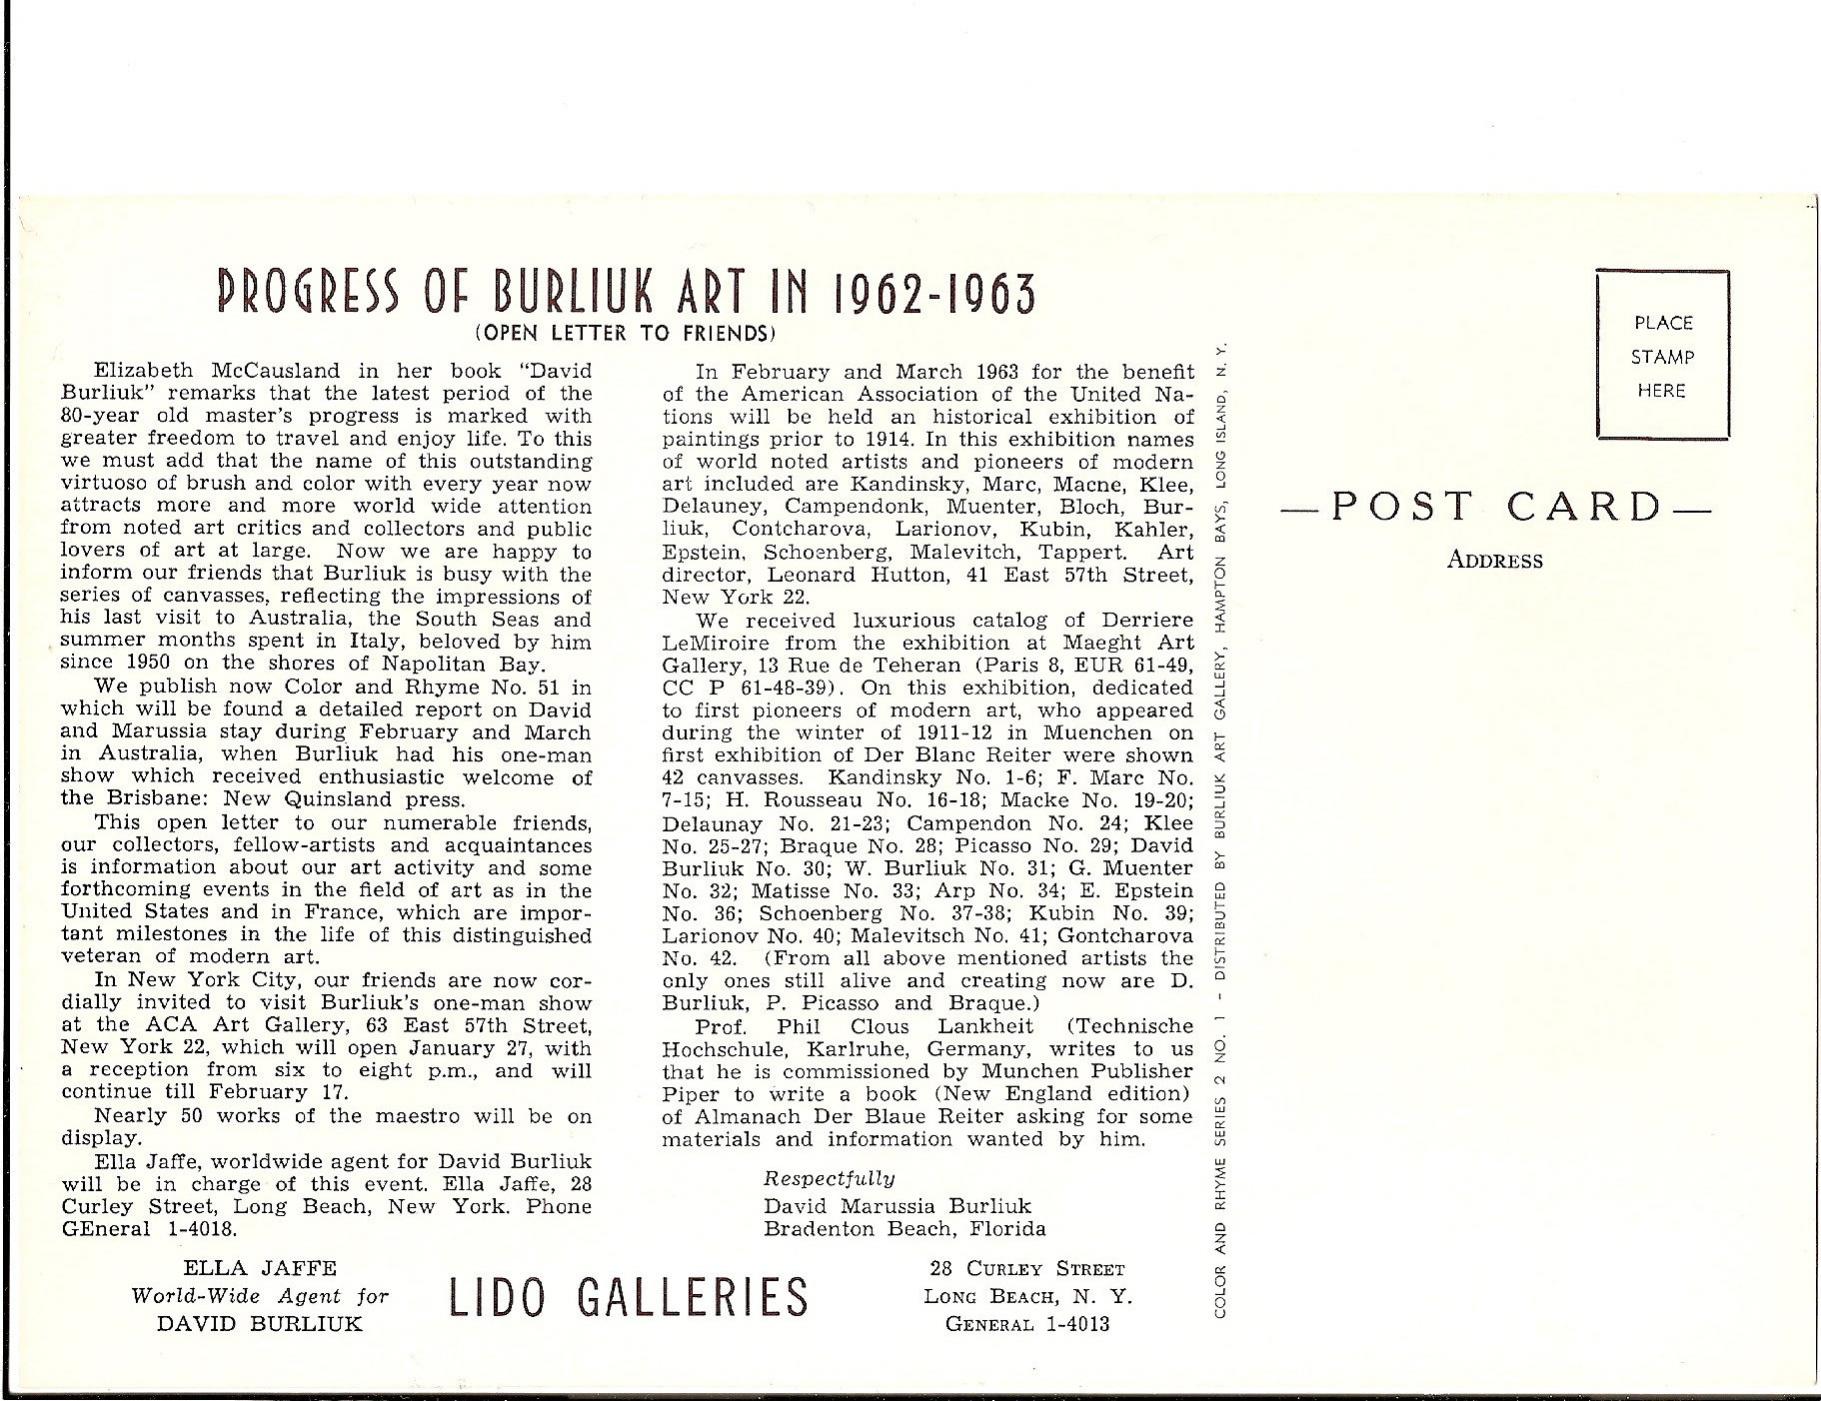 PROGRESS OF BURLIUK ART IN 1962-1963
(OPEN LETTER TO FRIENDS)
Elizabeth McCausland in her book “David
Burliuk” remarks that the latest period of the
80-year old master's progress is marked with
greater freedom to travel and enjoy life. To this
we must add that the name of this outstanding
virtuoso of brush and color with every year now
attracts more and more world wide attention
from noted art critics and collectors and public
lovers of art at large. Now we are happy to
inform our friends that Burliuk is busy with the
series of canvasses, reflecting the impressions of
his last visit to Australia, the South Seas and
summer months spent in Italy, beloved by him
since 1950 on the shores of Napolitan Bay.
We publish now Color and Rhyme No. 51 in
which will be found a detailed report on David
and Marussia stay during February and March
in Australia, when Burliuk had his one-man
show which received enthusiastic welcome of
the Brisbane: New Quinsland press.
This open letter to our numerable friends,
our collectors, fellow-artists and acquaintances
is information about our art activity and some
forthcoming events in the field of art as in the
United States and in France, which are impor-
tant milestones in the life of this distinguished
veteran of modern art.
In New York City, our friends are now cor-
dially invited to visit Burliuk's one-man show
at the ACA Art Gallery, 63 East 57th Street,
New York 22, which will open January 27, with
a reception from six to eight p.m., and will
continue till February 17.
Nearly 50 works of the maestro will be on
display.
Ella Jaffe, worldwide agent for David Burliuk
will be in charge of this event. Ella Jaffe, 28
Curley Street, Long Beach, New York. Phone
GEneral 1-4018.
In February and March 1963 for the benefit
of the American Association of the United Na-
tions will be held an historical exhibition of
paintings prior to 1914. In this exhibition names
of world noted artists and pioneers of modern
art included are Kandinsky, Marc, Macne, Klee,
Delauney, Campendonk, Muenter, Bloch, Bur-
liuk, Contcharova, Larionov, Kubin, Kahler,
Epstein, Schoenberg, Malevitch, Tappert. Art
director, Leonard Hutton, 41 East 57th Street,
New York 22.
We received luxurious catalog of Derriere
LeMiroire from the exhibition at Maeght Art
Gallery, 13 Rue de Teheran (Paris 8, EUR 61-49,
CC P 61-48-39). On this exhibition, dedicated
to first pioneers of modern art, who appeared
during the winter of 1911-12 in Muenchen on
first exhibition of Der Blanc Reiter were shown
42 canvasses. Kandinsky No. 1-6; F. Marc No.
7-15; H. Rousseau No. 16-18; Macke No. 19-20;
Delaunay No. 21-23; Campendon No. 24; Klee
No. 25-27; Braque No. 28; Picasso No. 29; David
Burliuk No. 30; W. Burliuk No. 31; G. Muenter
No. 32; Matisse No. 33; Arp No. 34; E. Epstein
No. 36; Schoenberg No. 37-38; Kubin No. 39;
Larionov No. 40; Malevitsch No. 41; Gontcharova
No. 42. (From all above mentioned artists the
only ones still alive and creating now are D.
Burliuk, P. Picasso and Braque.)
Prof. Phil Clous Lankheit (Technische
Hochschule, Karlruhe, Germany, writes to us
that he is commissioned by Munchen Publisher
Piper to write a book (New England edition)
of Almanach Der Blaue Reiter asking for some
materials and information wanted by him.
Respectfully
David Marussia Burliuk
Bradenton Beach, Florida
ELLA JAFFE
World-Wide Agent for
DAVID BURLIUK
LIDO GALLERIES
28 CURLEY STREET
LONG BEACH, N. Y.
GENERAL 1-4013
COLOR AND RHYME SERIES 2 NO. 1 - DISTRIBUTED BY BURLIUK ART GALLERY, HAMPTON BAYS, LONG ISLAND, N. Y.
PLACE
STAMP
HERE
—POST CARD—
ADDRESS